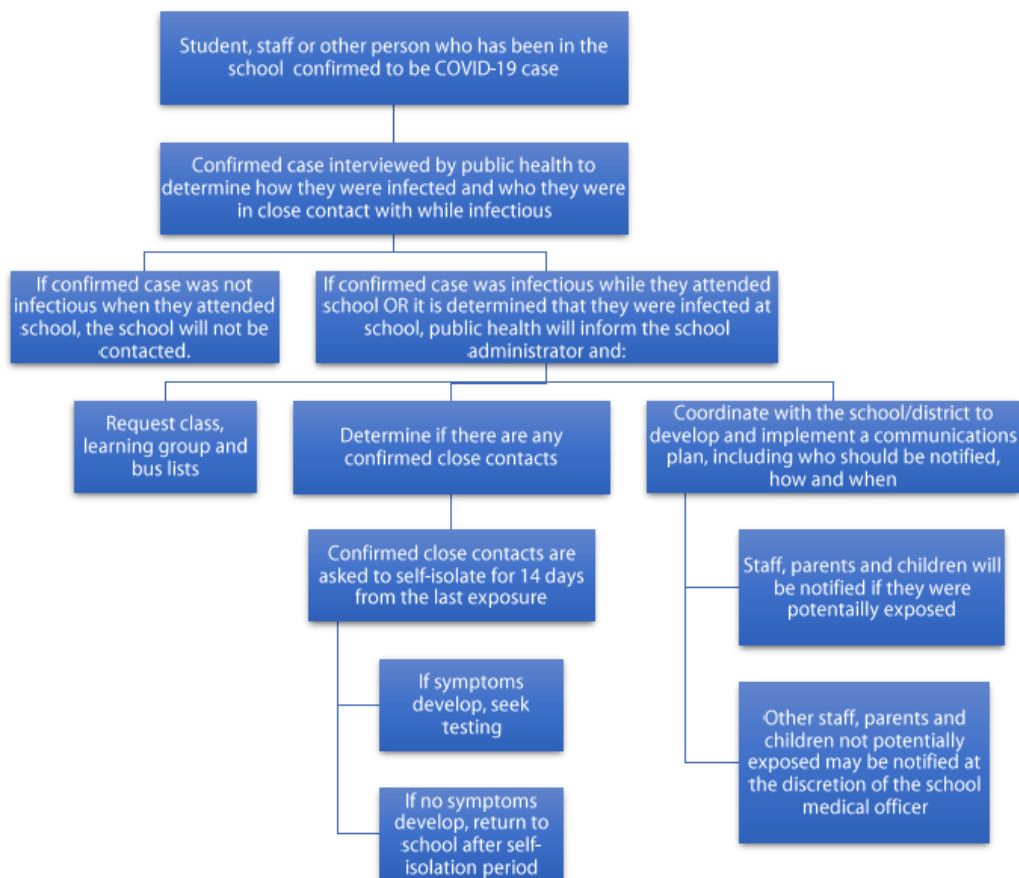 Student, staff or other person who has been in the
school confirmed to be COVID-19 case
Confirmed case interviewed by public health to
determine how they were infected and who they were
in close contact with while infectious
If confirmed case was not
infectious when they attended
school, the school will not be
contacted.
If confirmed case was infectious while they attended
school OR it is determined that they were infected at
school, public health will inform the school
administrator and:
Request class,
learning group and
bus lists
Determine if there are any
confirmed close contacts
Confirmed close contacts are
asked to self-isolate for 14 days
from the last exposure
If symptoms
develop, seek
testing
If no symptoms
develop, return to
school after self-
isolation period
Coordinate with the school/district to
develop and implement a communications
plan, including who should be notified,
how and when
Staff, parents and children will
be notified if they were
potentailly exposed
Other staff, parents and
children not potentially
exposed may be notified at
the discretion of the school
medical officer